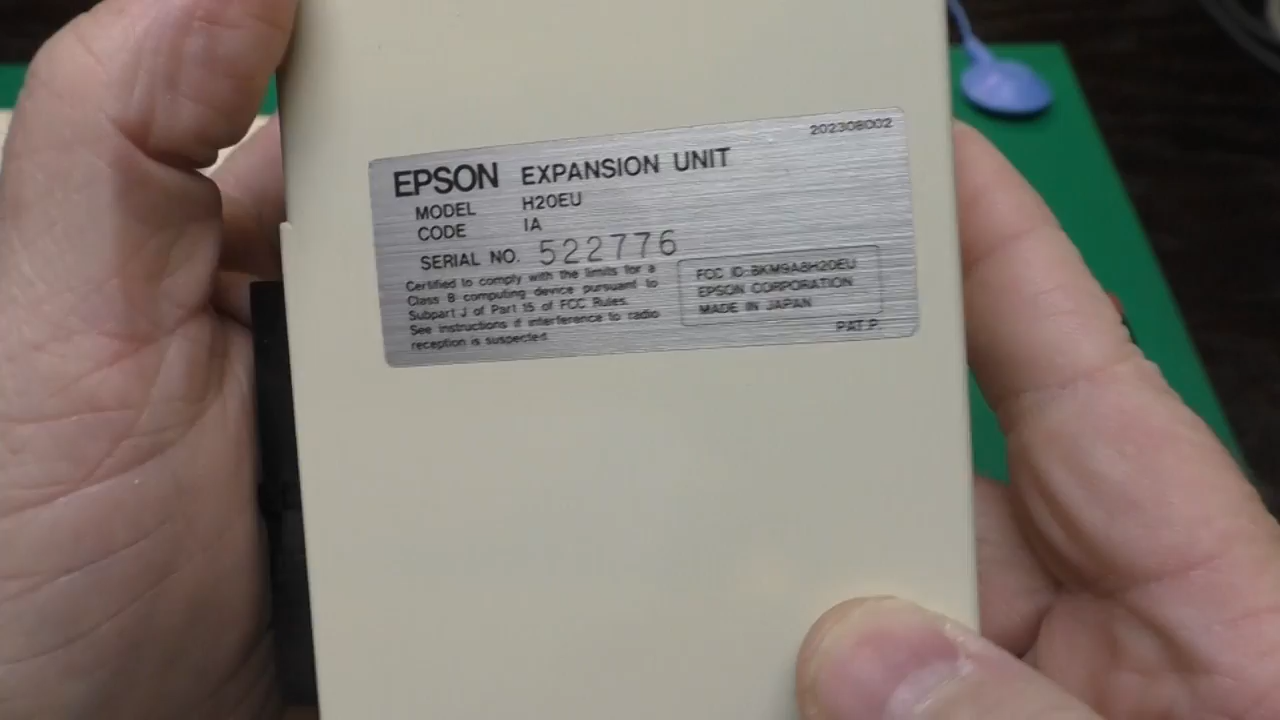 202308002
EPSON EXPANSION UNIT
MODEL H20EU
CODE IA
SERIAL NO. 522776
Certified to comply with the limits for a
Class B computing device pursuant to
Subpart J of Part 15 of FCC Rules.
See instructions if interference to radio
reception is suspected.
FCC ID: BKM9A8H20EU
EPSON CORPORATION
MADE IN JAPAN
PAT.P.